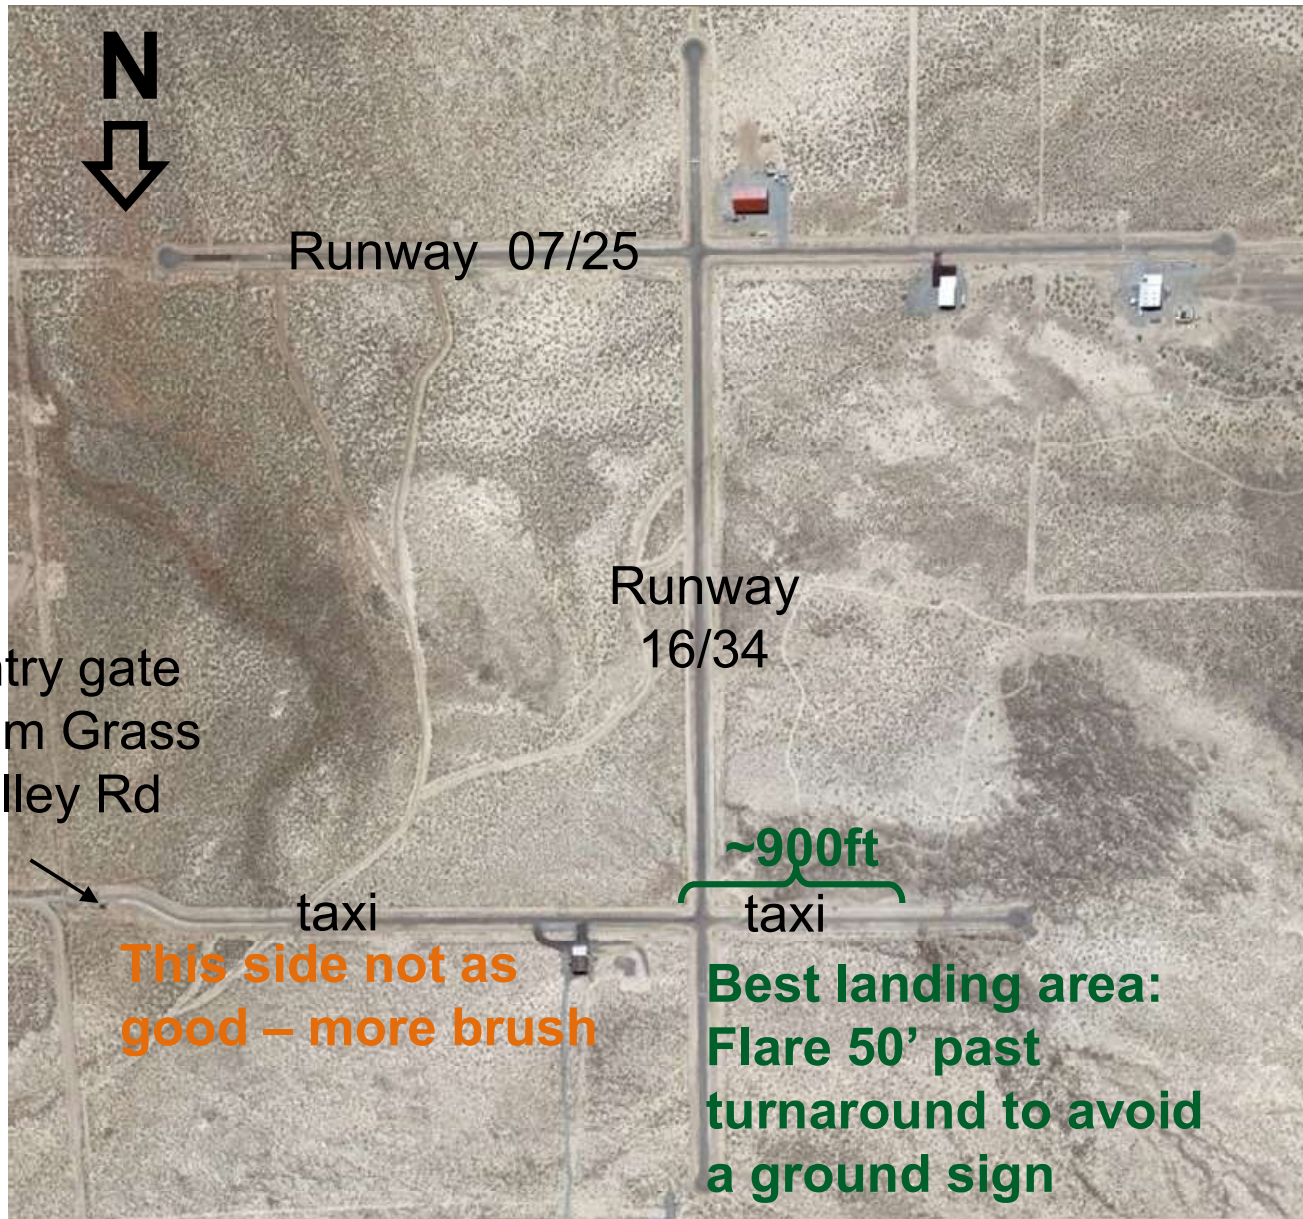 N
Runway 07/25
Runway
16/34
ntry gate
m Grass
lley Rd
~900ft
taxi
taxi
This side not as
good – more brush
Best landing area:
Flare 50’ past
turnaround to avoid
a ground sign